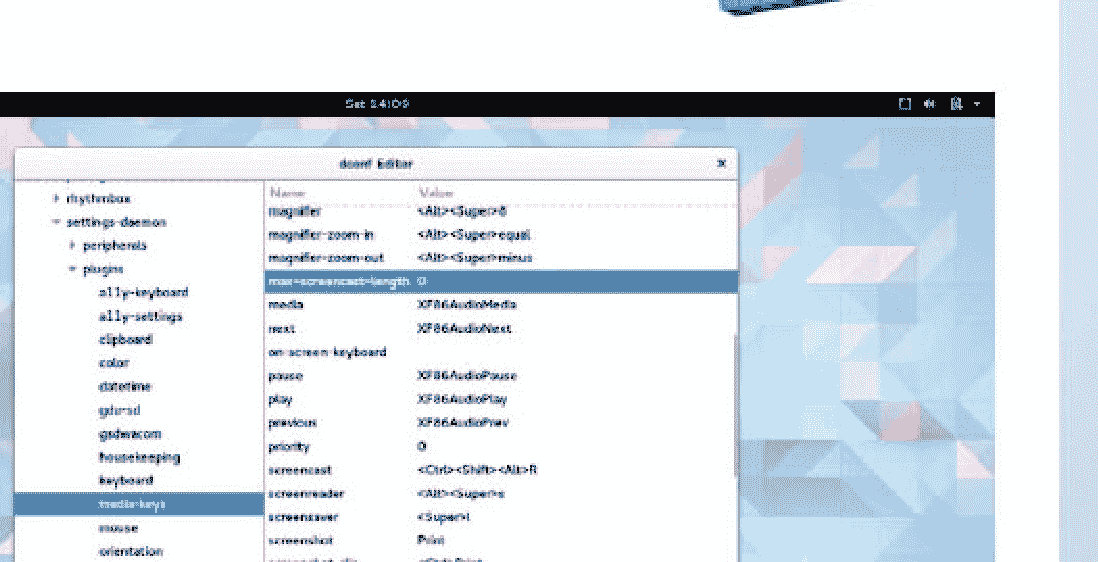 dconf Editor
Name Value
rhythmbox
settings-daemon
peripherals
plugins
a11y-keyboard
a11y-settings
clipboard
color
datetime
gdu-sd
gsdwacom
housekeeping
keyboard
media-keys
mouse
orientation
magnifier <Alt><Super>8
magnifier-zoom-in <Alt><Super>equal
magnifier-zoom-out <Alt><Super>minus
max-screencast-length 0
media XF86AudioMedia
next XF86AudioNext
on-screen-keyboard
pause XF86AudioPause
play XF86AudioPlay
previous XF86AudioPrev
priority 0
screencast <Ctrl><Shift><Alt>R
screenreader <Alt><Super>s
screensaver <Super>l
screenshot Print